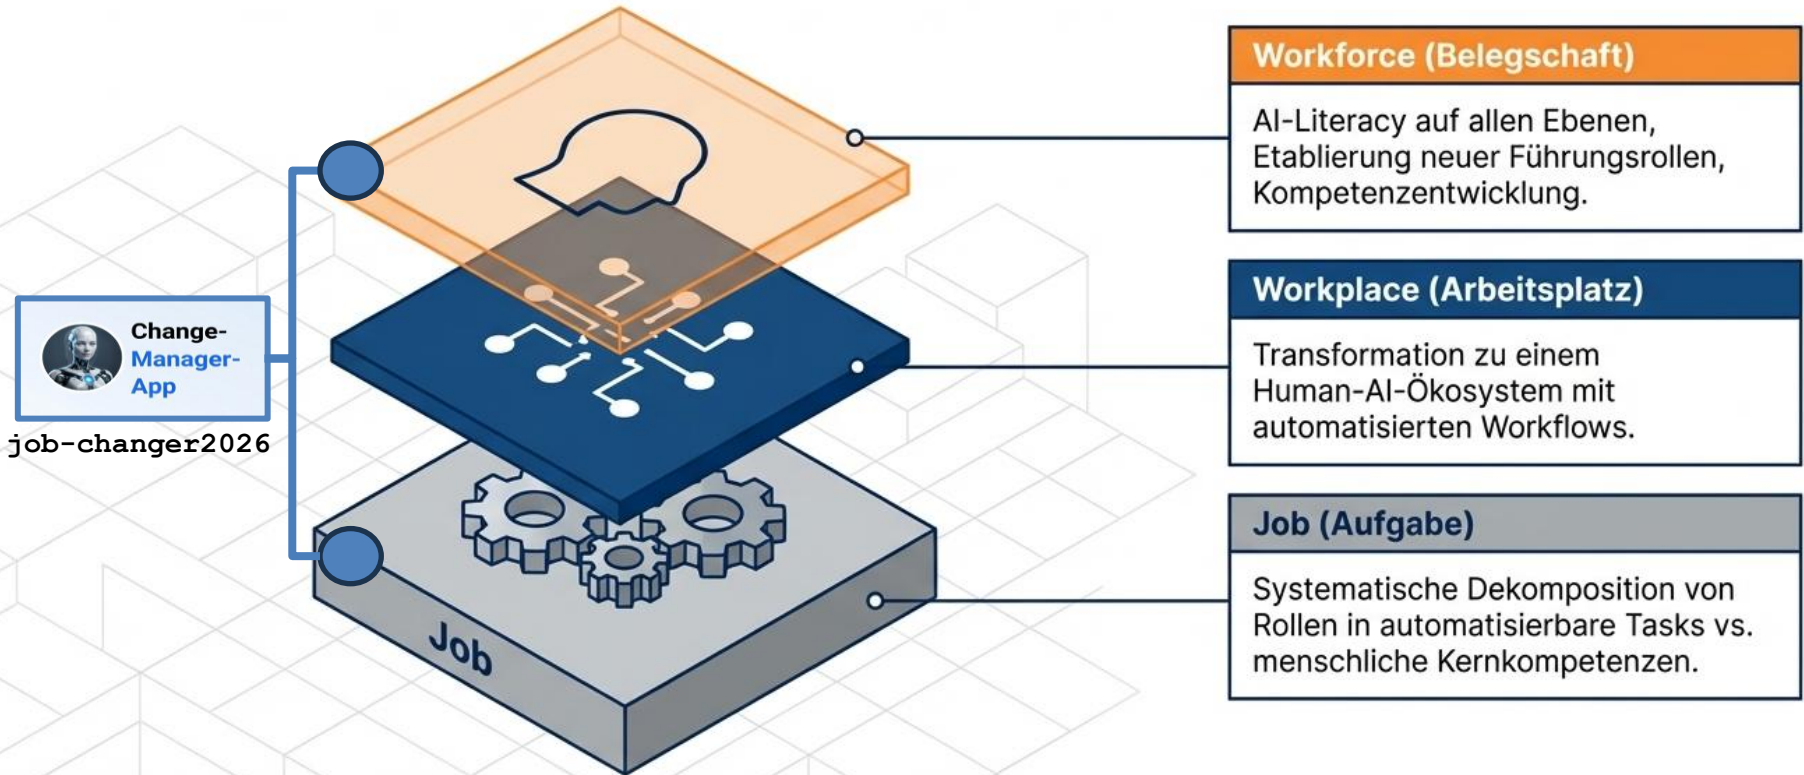 Workforce (Belegschaft)
AI-Literacy auf allen Ebenen,
Etablierung neuer Führungsrollen,
Kompetenzentwicklung.
Workplace (Arbeitsplatz)
Transformation zu einem
Human-AI-Ökosystem mit
automatisierten Workflows.
Change-
Manager-
App
job-changer2026
Job (Aufgabe)
Systematische Dekomposition von
Rollen in automatisierbare Tasks vs.
menschliche Kernkompetenzen.
Job